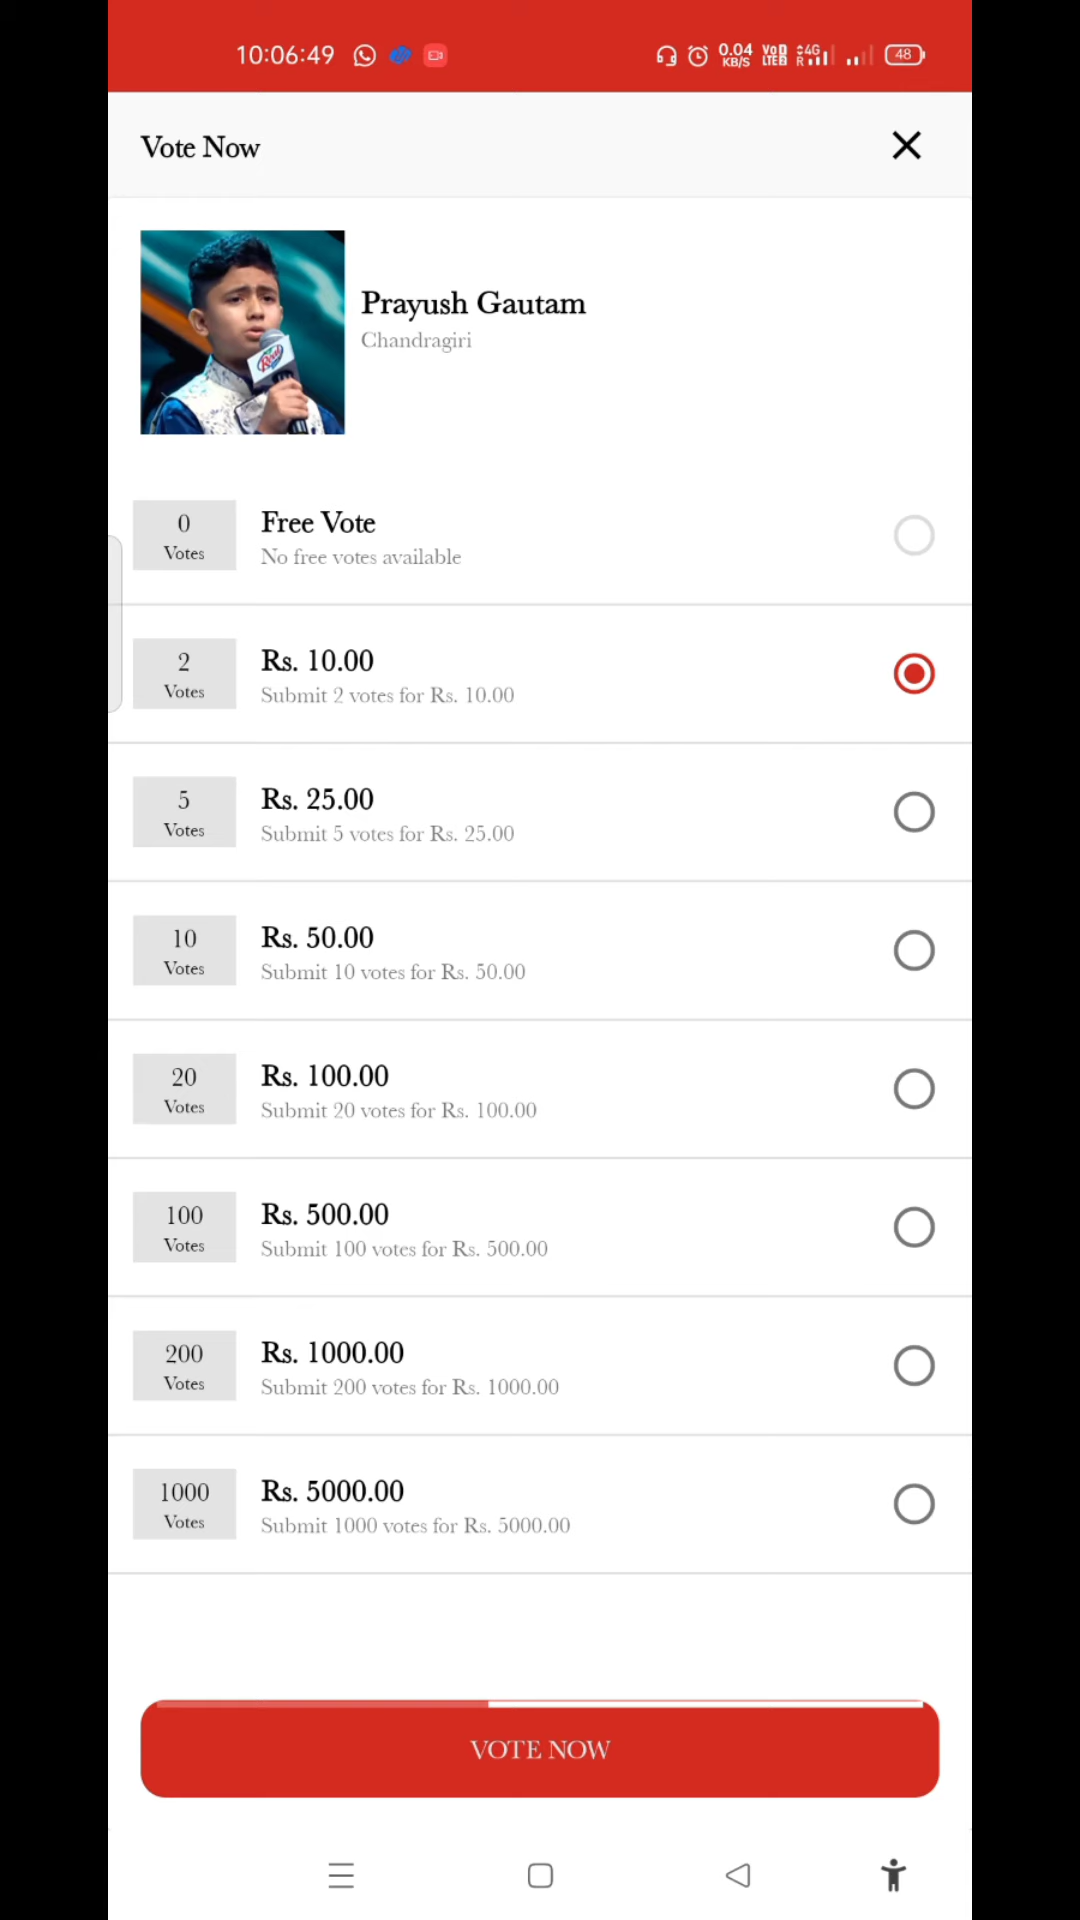 10:06:49
0.04 KB/S
Vo LTE
4G R
48
Vote Now
Real
Prayush Gautam
Chandragiri
0 Votes
Free Vote
No free votes available
2 Votes
Rs. 10.00
Submit 2 votes for Rs. 10.00
5 Votes
Rs. 25.00
Submit 5 votes for Rs. 25.00
10 Votes
Rs. 50.00
Submit 10 votes for Rs. 50.00
20 Votes
Rs. 100.00
Submit 20 votes for Rs. 100.00
100 Votes
Rs. 500.00
Submit 100 votes for Rs. 500.00
200 Votes
Rs. 1000.00
Submit 200 votes for Rs. 1000.00
1000 Votes
Rs. 5000.00
Submit 1000 votes for Rs. 5000.00
VOTE NOW